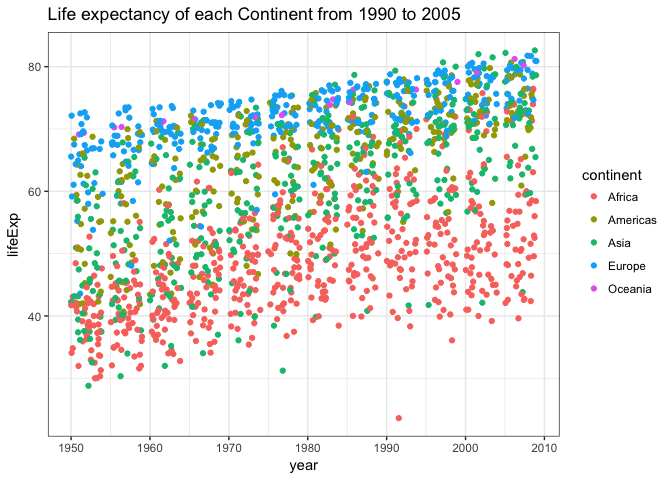 Life expectancy of each Continent from 1990 to 2005
80
60
40
lifeExp
1950 1960 1970 1980 1990 2000 2010
year
continent
Africa
Americas
Asia
Europe
Oceania